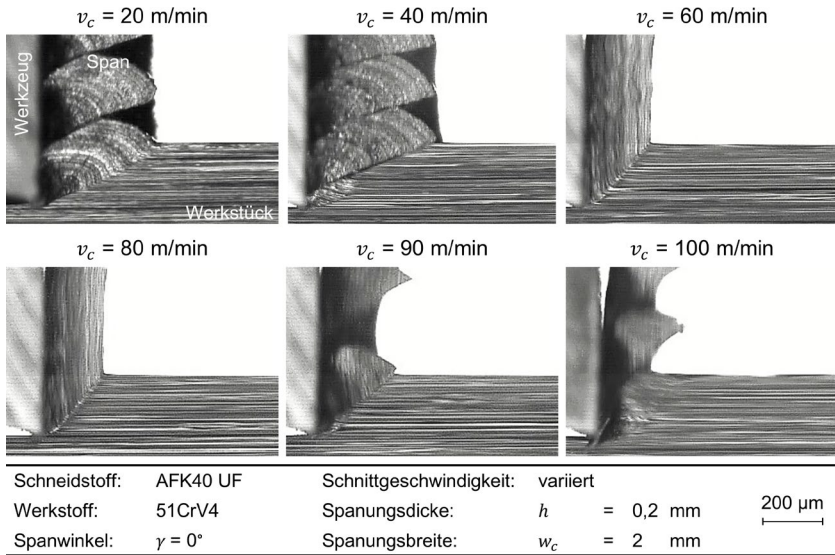 v_c = 20 m/min
v_c = 40 m/min
v_c = 60 m/min
Werkzeug
Span
Werkstück
v_c = 80 m/min
v_c = 90 m/min
v_c = 100 m/min
Schneidstoff: AFK40 UF Schnittgeschwindigkeit: variiert
Werkstoff: 51CrV4 Spanungsdicke: h = 0,2 mm
Spanwinkel: γ = 0° Spanungsbreite: w_c = 2 mm
200 µm